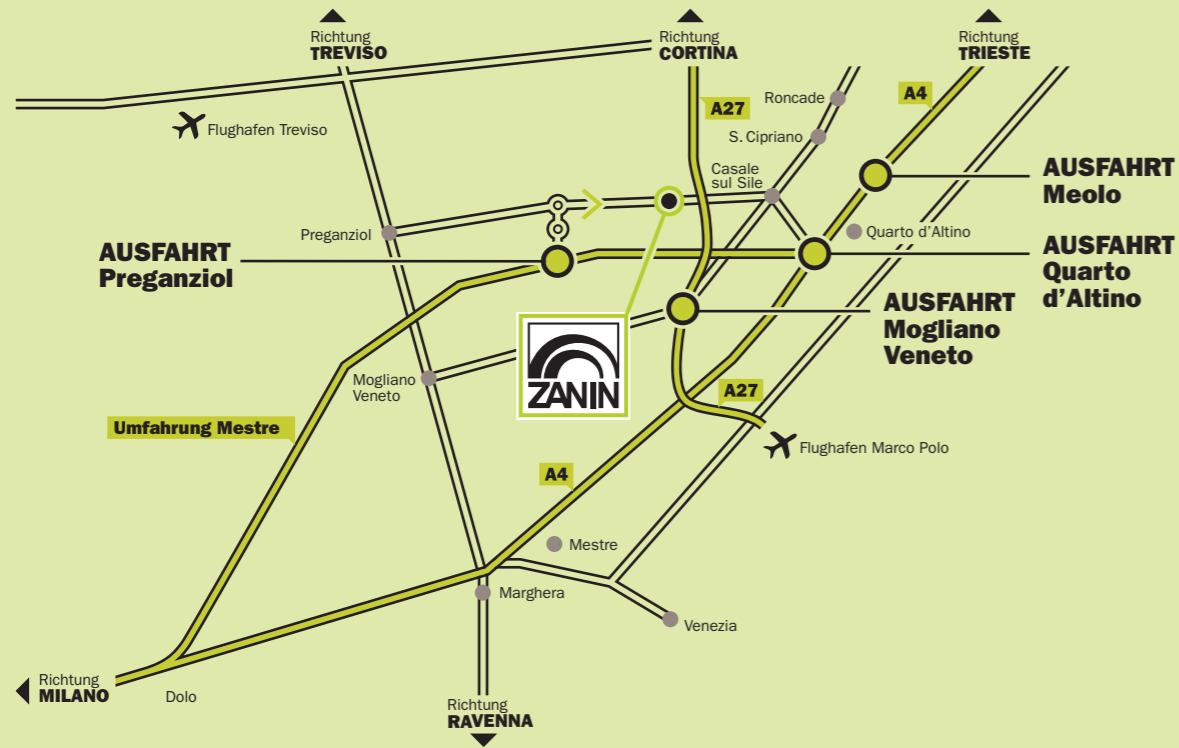 Richtung
TREVISO
Richtung
CORTINA
Richtung
TRIESTE
A27
A4
Roncade
S. Cipriano
Flughafen Treviso
Casale
sul Sile
AUSFAHRT
Meolo
Preganziol
Quarto d'Altino
AUSFAHRT
Preganziol
AUSFAHRT
Quarto
d'Altino
AUSFAHRT
Mogliano
Veneto
ZANIN
Mogliano
Veneto
A27
Umfahrung Mestre
Flughafen Marco Polo
A4
Mestre
Marghera
Venezia
Richtung
MILANO
Dolo
Richtung
RAVENNA